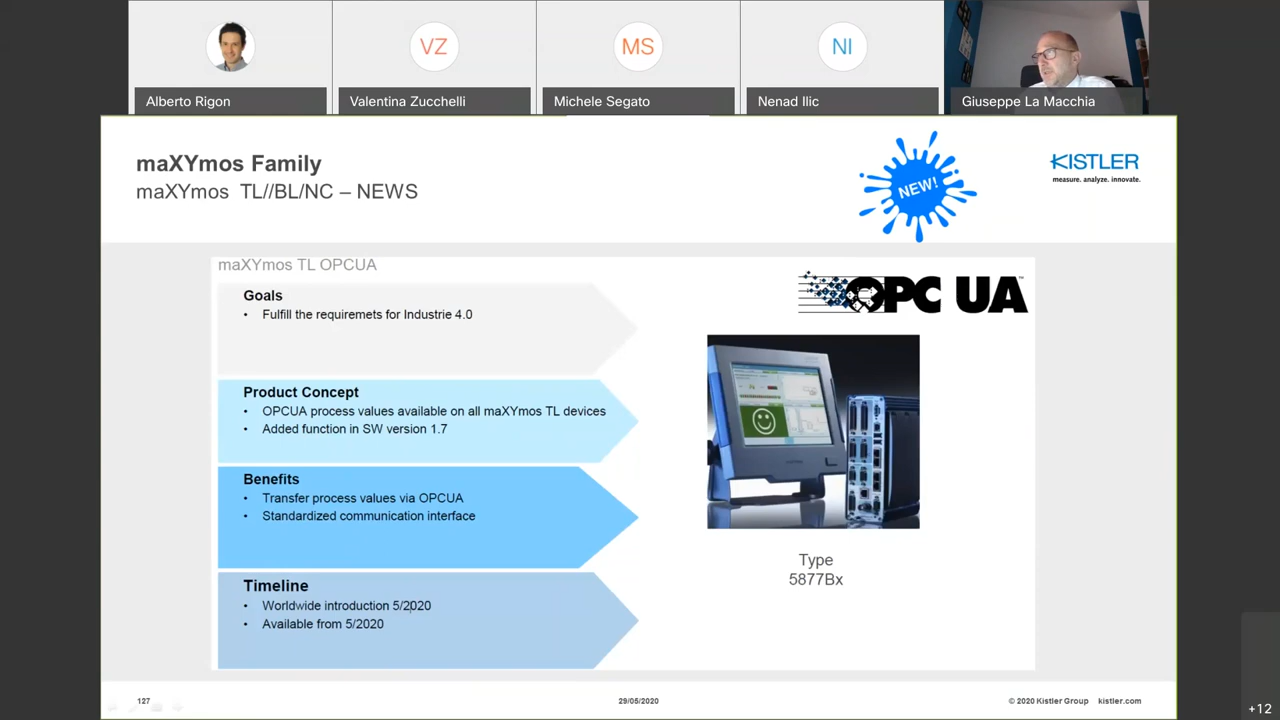 VZ
MS
NI
Alberto Rigon
Valentina Zucchelli
Michele Segato
Nenad Ilic
Giuseppe La Macchia
maXYmos Family
maXYmos TL//BL/NC – NEWS
NEW!
KISTLER
measure. analyze. innovate.
maXYmos TL OPCUA
OPC UA
Goals
• Fulfill the requiremets for Industrie 4.0
Product Concept
• OPCUA process values available on all maXYmos TL devices
• Added function in SW version 1.7
Benefits
• Transfer process values via OPCUA
• Standardized communication interface
Type
5877Bx
Timeline
• Worldwide introduction 5/2020
• Available from 5/2020
127
29/05/2020
© 2020 Kistler Group kistler.com
+12